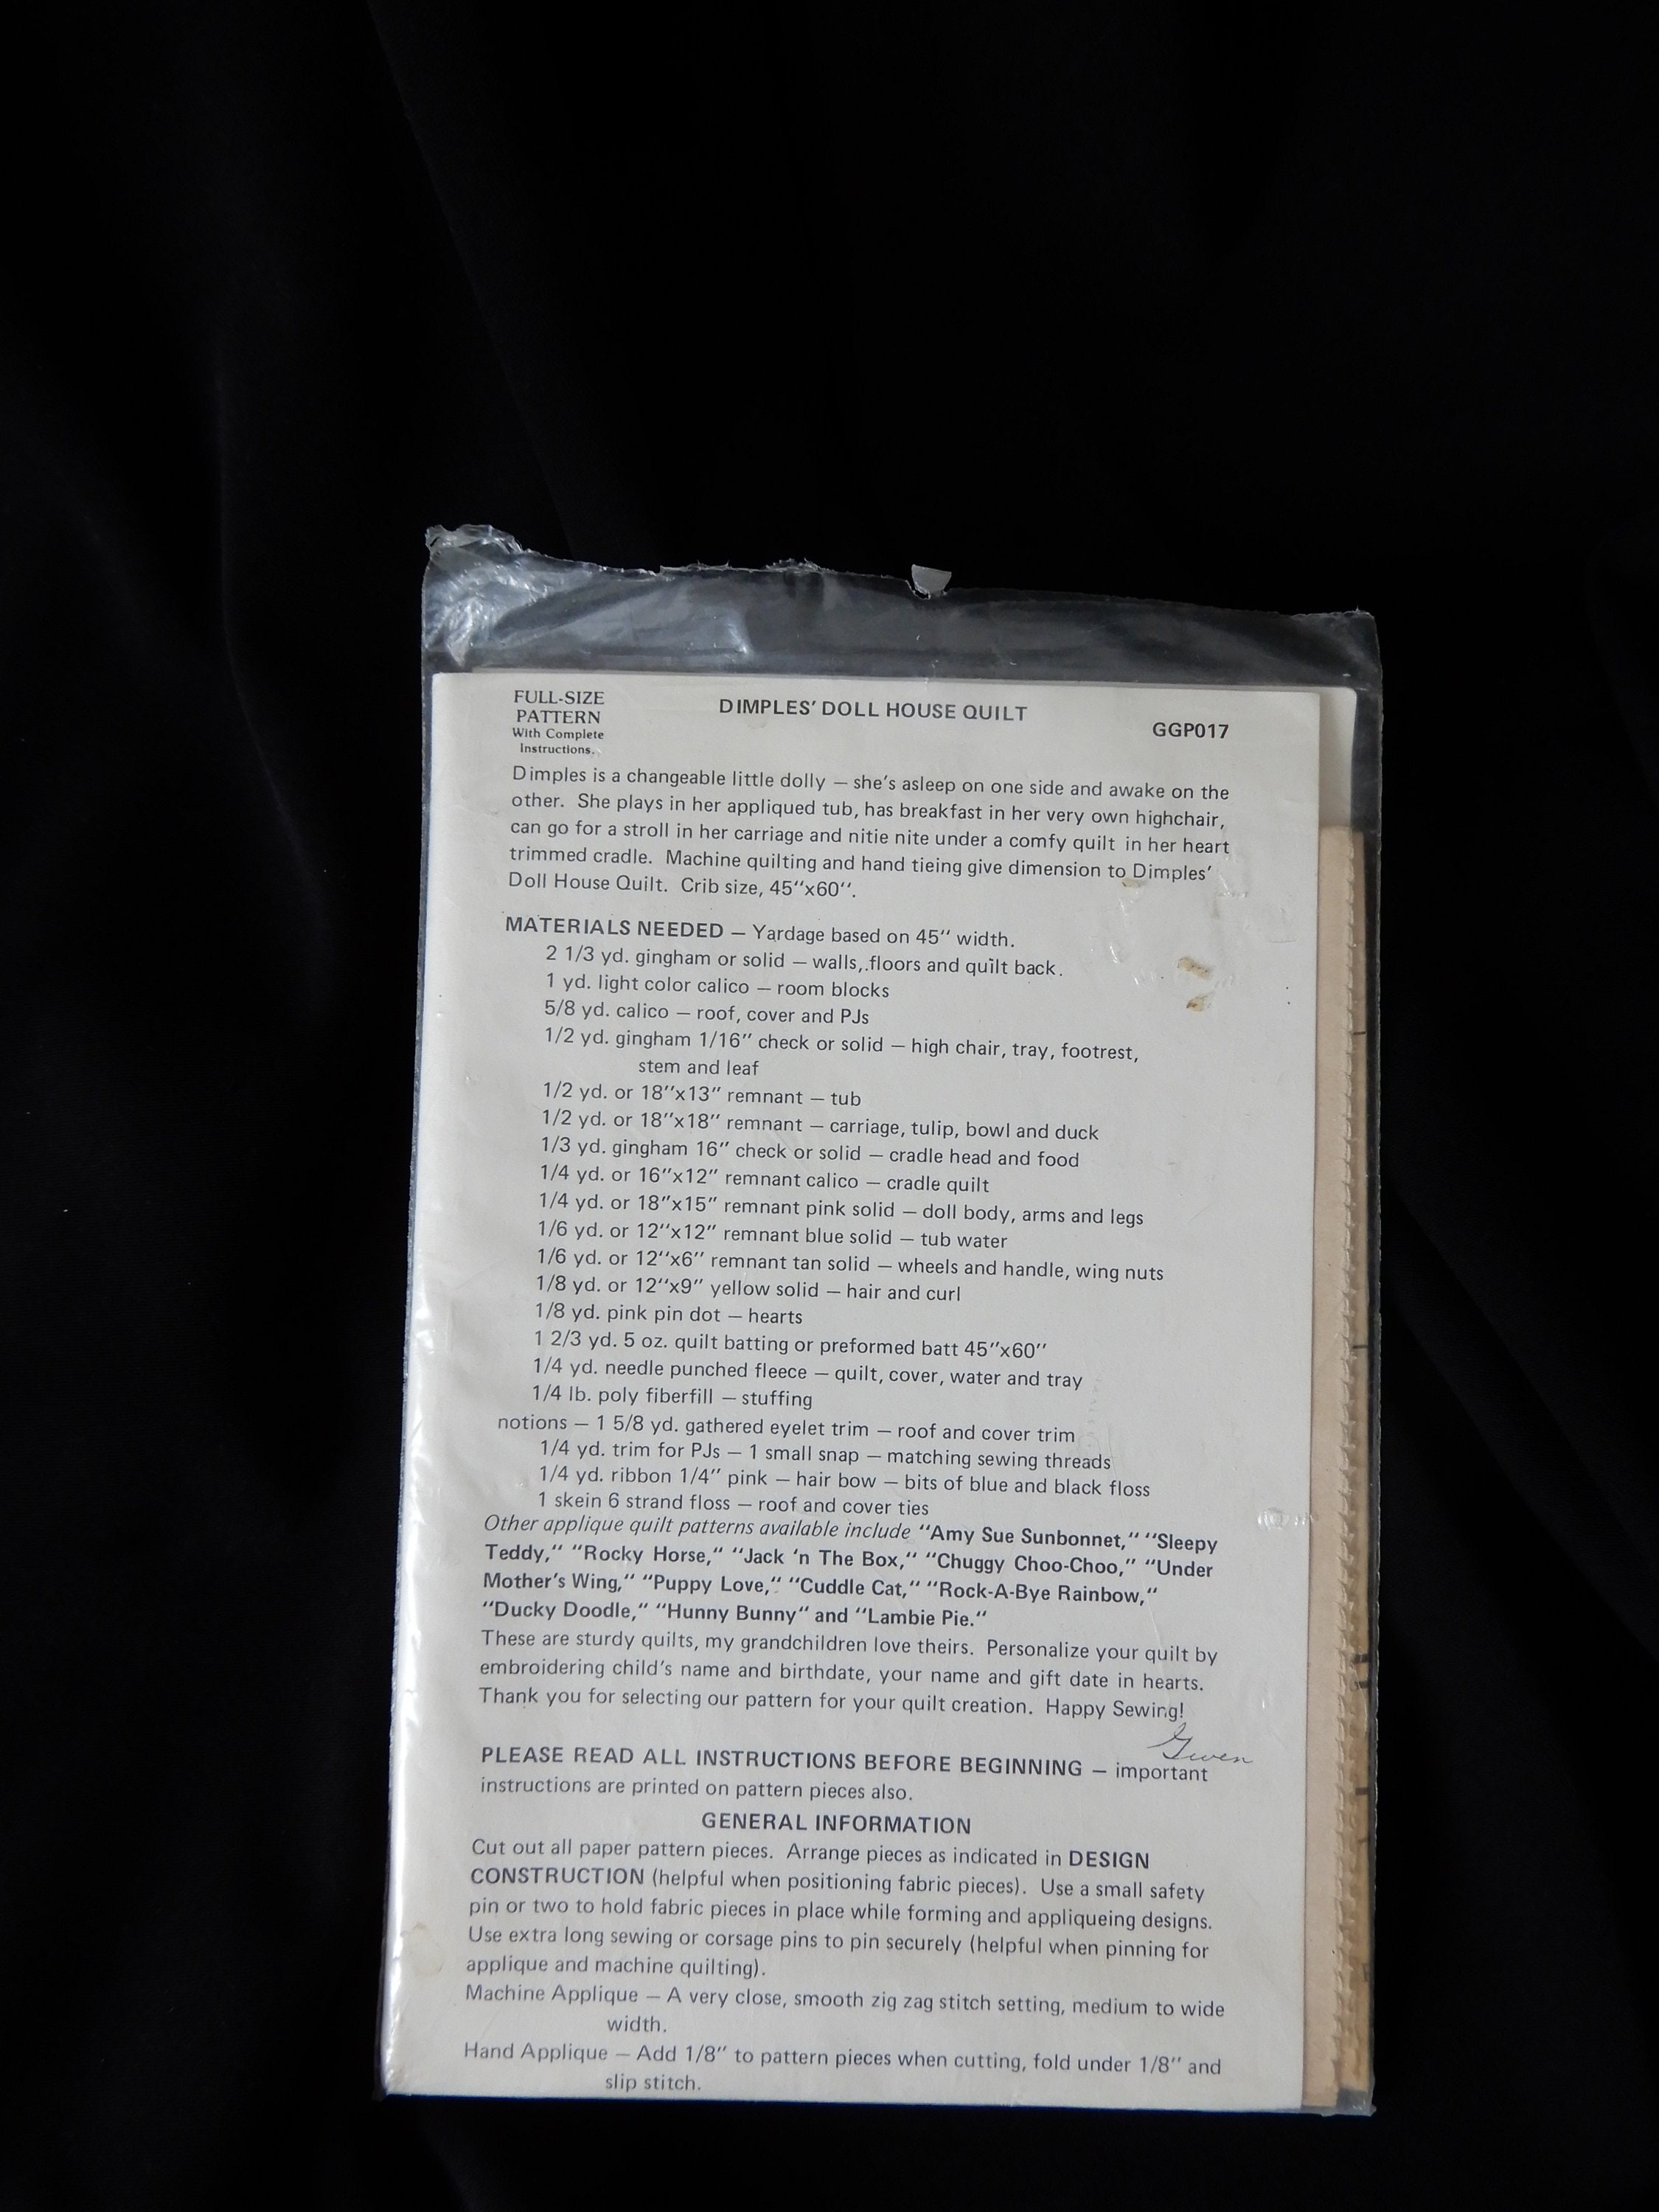 FULL-SIZE
PATTERN
With Complete
Instructions.
DIMPLES' DOLL HOUSE QUILT
GGP017
Dimples is a changeable little dolly — she's asleep on one side and awake on the
other. She plays in her appliqued tub, has breakfast in her very own highchair,
can go for a stroll in her carriage and nitie nite under a comfy quilt in her heart
trimmed cradle. Machine quilting and hand tieing give dimension to Dimples'
Doll House Quilt. Crib size, 45"x60".
MATERIALS NEEDED — Yardage based on 45" width.
2 1/3 yd. gingham or solid — walls, floors and quilt back.
1 yd. light color calico — room blocks
5/8 yd. calico — roof, cover and PJs
1/2 yd. gingham 1/16" check or solid — high chair, tray, footrest,
stem and leaf
1/2 yd. or 18"x13" remnant — tub
1/2 yd. or 18"x18" remnant — carriage, tulip, bowl and duck
1/3 yd. gingham 16" check or solid — cradle head and food
1/4 yd. or 16"x12" remnant calico — cradle quilt
1/4 yd. or 18"x15" remnant pink solid — doll body, arms and legs
1/6 yd. or 12"x12" remnant blue solid — tub water
1/6 yd. or 12"x6" remnant tan solid — wheels and handle, wing nuts
1/8 yd. or 12"x9" yellow solid — hair and curl
1/8 yd. pink pin dot — hearts
1 2/3 yd. 5 oz. quilt batting or preformed batt 45"x60"
1/4 yd. needle punched fleece — quilt, cover, water and tray
1/4 lb. poly fiberfill — stuffing
notions — 1 5/8 yd. gathered eyelet trim — roof and cover trim
1/4 yd. trim for PJs — 1 small snap — matching sewing threads
1/4 yd. ribbon 1/4" pink — hair bow — bits of blue and black floss
1 skein 6 strand floss — roof and cover ties
Other applique quilt patterns available include "Amy Sue Sunbonnet," "Sleepy
Teddy," "Rocky Horse," "Jack 'n The Box," "Chuggy Choo-Choo," "Under
Mother's Wing," "Puppy Love," "Cuddle Cat," "Rock-A-Bye Rainbow,"
"Ducky Doodle," "Hunny Bunny" and "Lambie Pie."
These are sturdy quilts, my grandchildren love theirs. Personalize your quilt by
embroidering child's name and birthdate, your name and gift date in hearts.
Thank you for selecting our pattern for your quilt creation. Happy Sewing!
Gwen
PLEASE READ ALL INSTRUCTIONS BEFORE BEGINNING — important
instructions are printed on pattern pieces also.
GENERAL INFORMATION
Cut out all paper pattern pieces. Arrange pieces as indicated in DESIGN
CONSTRUCTION (helpful when positioning fabric pieces). Use a small safety
pin or two to hold fabric pieces in place while forming and appliqueing designs.
Use extra long sewing or corsage pins to pin securely (helpful when pinning for
applique and machine quilting).
Machine Applique — A very close, smooth zig zag stitch setting, medium to wide
width.
Hand Applique — Add 1/8" to pattern pieces when cutting, fold under 1/8" and
slip stitch.